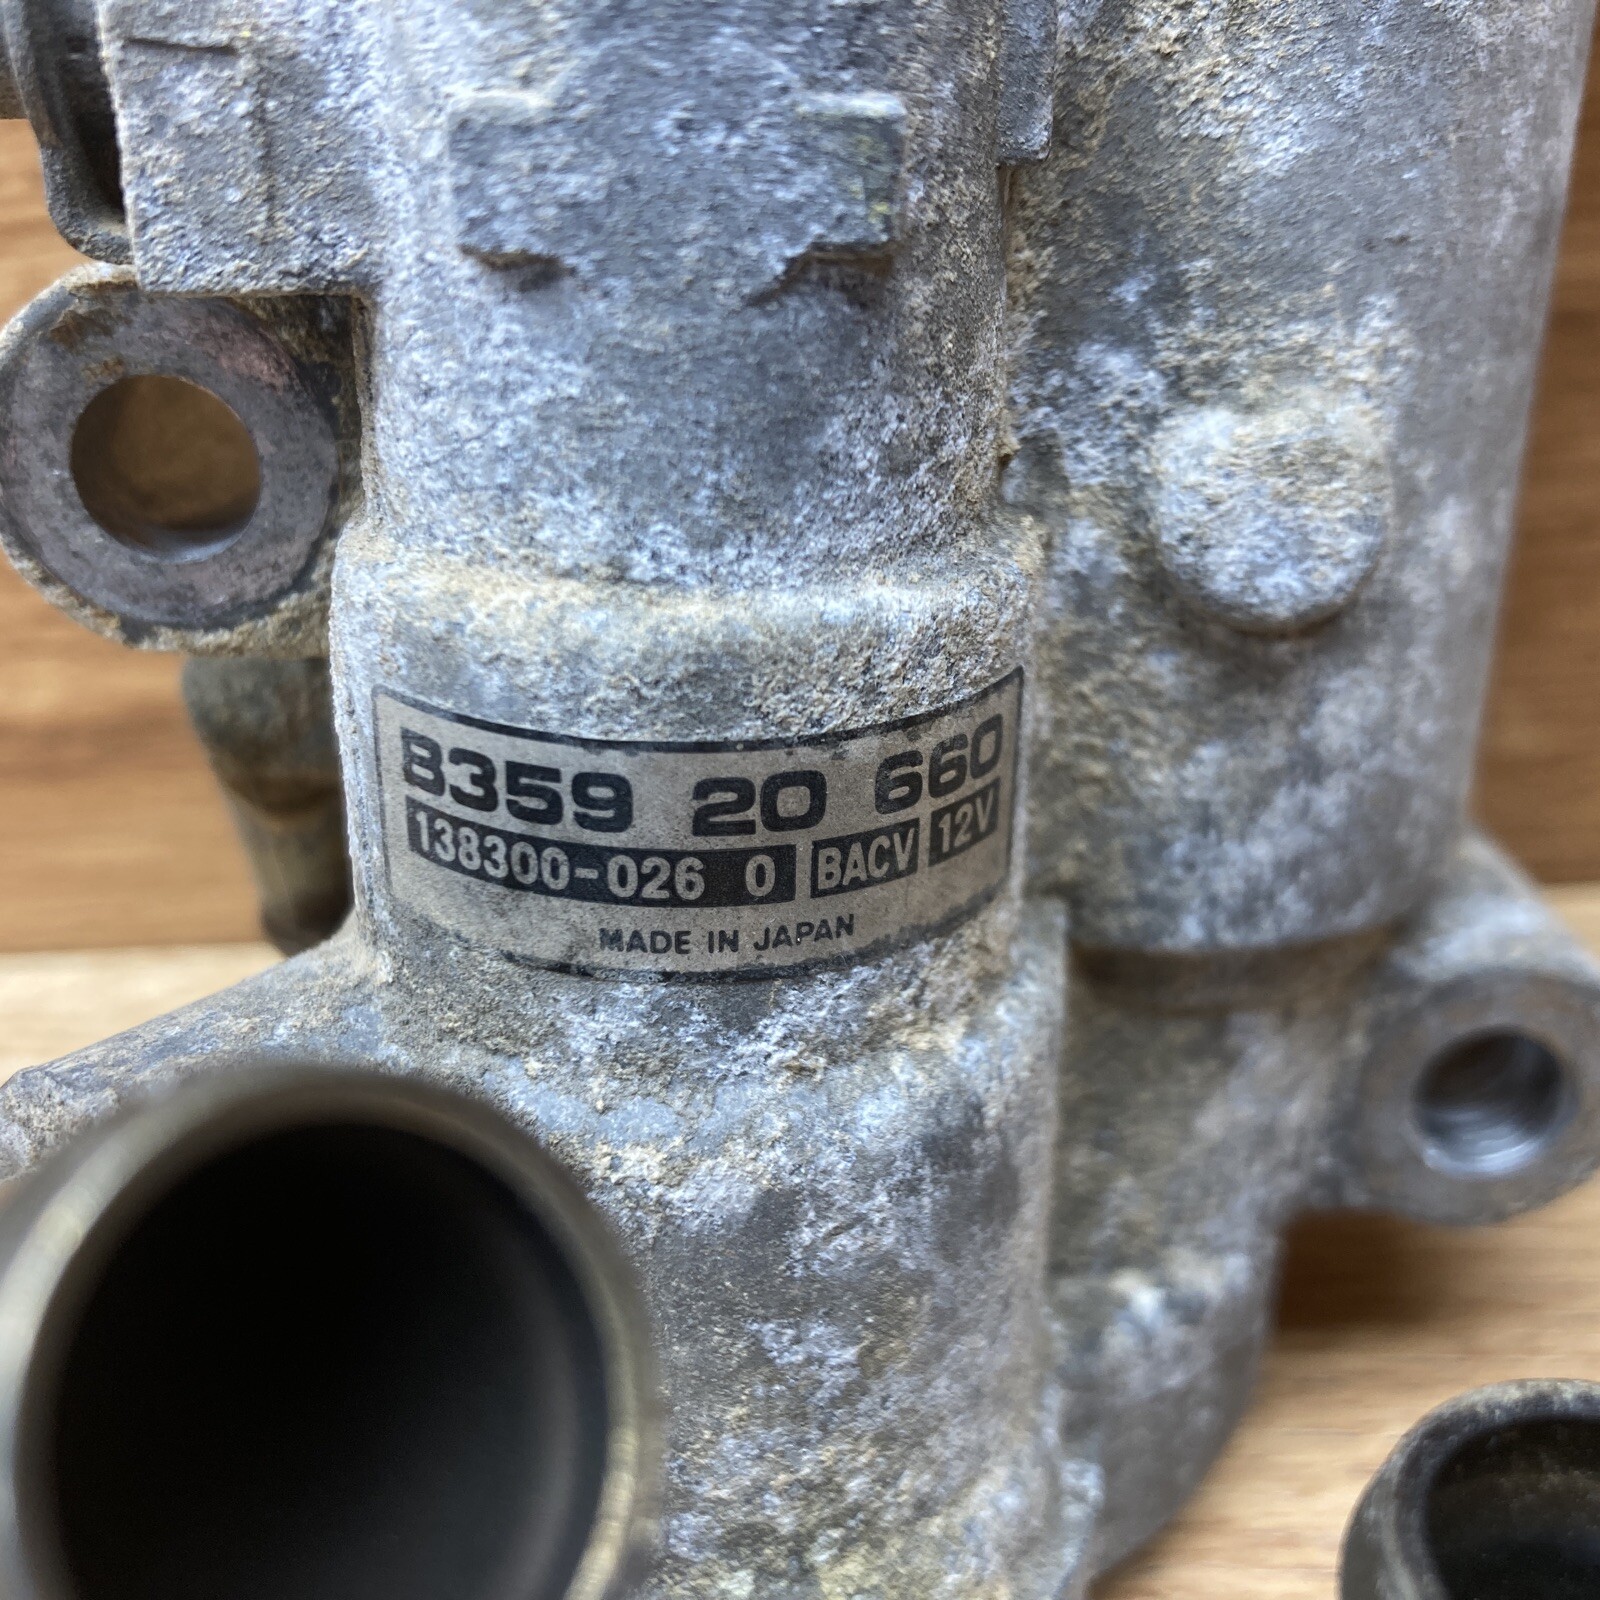 B359 20 660
138300-026 0 BACV 12V
MADE IN JAPAN